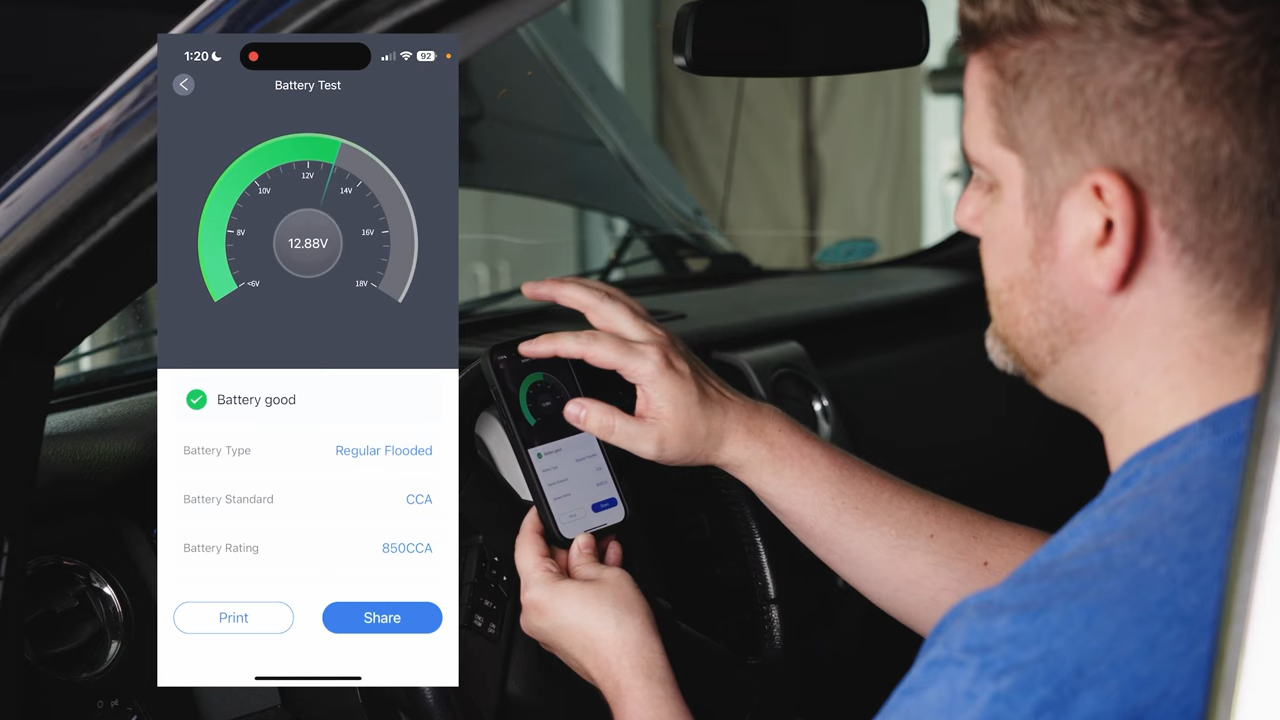 1:20
92
Battery Test
12V
10V
14V
8V
16V
12.88V
<6V
18V
Battery good
Battery Type
Regular Flooded
Battery Standard
CCA
Battery Rating
850CCA
Print
Share